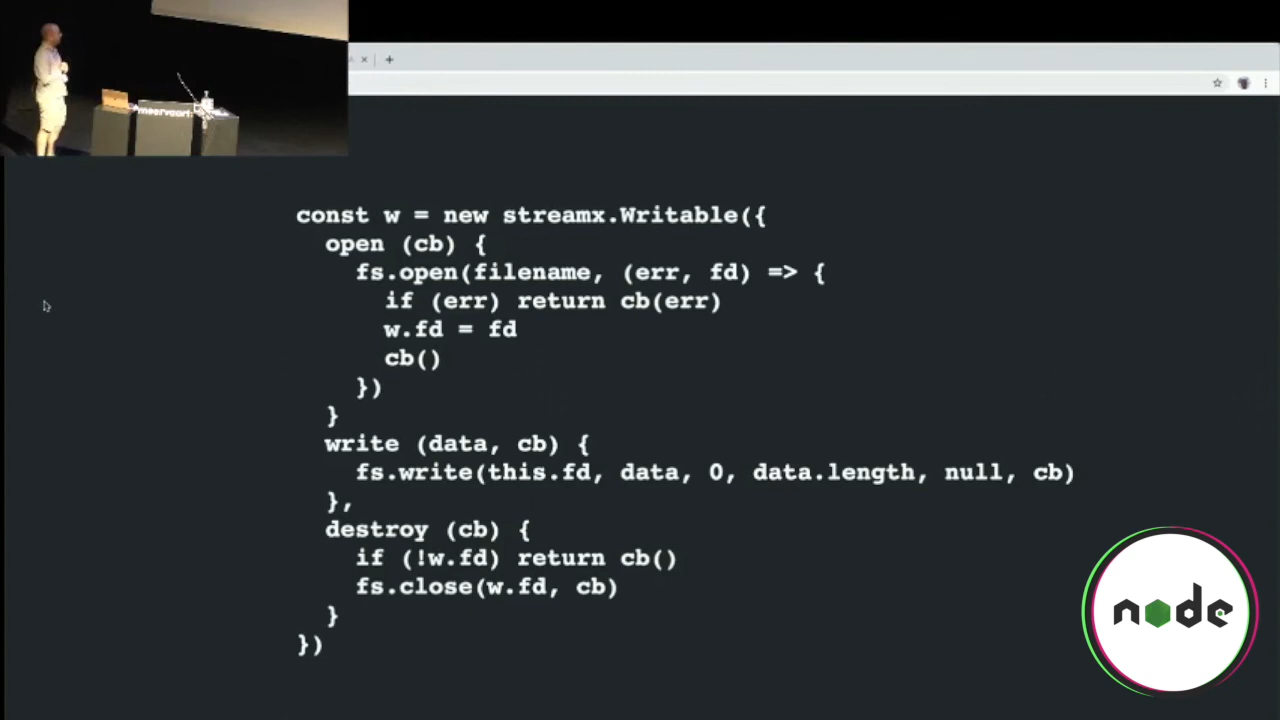 meervaart
const w = new streamx.Writable({
open (cb) {
fs.open(filename, (err, fd) => {
if (err) return cb(err)
w.fd = fd
cb()
})
}
write (data, cb) {
fs.write(this.fd, data, 0, data.length, null, cb)
},
destroy (cb) {
if (!w.fd) return cb()
fs.close(w.fd, cb)
}
})
node